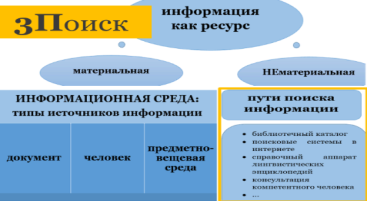 3Поиск
информация
как ресурс
материальная
НЕматериальная
ИНФОРМАЦИОННАЯ СРЕДА:
типы источников информации
документ
человек
предметно-
вещевая
среда
пути поиска
информации
• библиотечный каталог
• поисковые системы в
интернете
• справочный аппарат
лингвистических
энциклопедий
• консультация
компетентного человека
• ...